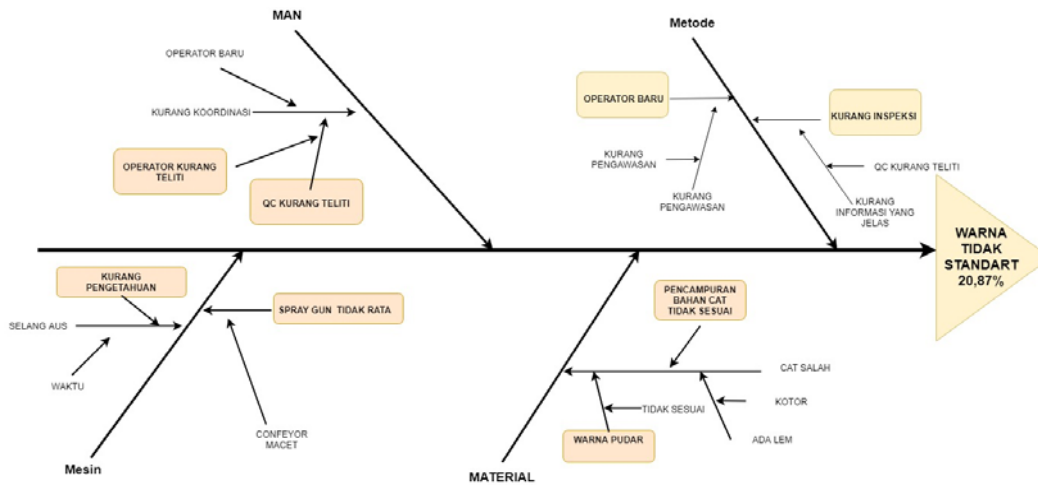 MAN
Metode
OPERATOR BARU
KURANG KOORDINASI
OPERATOR KURANG
TELITI
QC KURANG TELITI
OPERATOR BARU
KURANG INSPEKSI
KURANG
PENGAWASAN
KURANG
PENGAWASAN
QC KURANG TELITI
KURANG
INFORMASI YANG
JELAS
WARNA
TIDAK
STANDART
20,87%
KURANG
PENGETAHUAN
SELANG AUS
WAKTU
SPRAY GUN TIDAK RATA
CONFEYOR
MACET
Mesin
PENCAMPURAN
BAHAN CAT
TIDAK SESUAI
CAT SALAH
TIDAK SESUAI
KOTOR
WARNA PUDAR
ADA LEM
MATERIAL